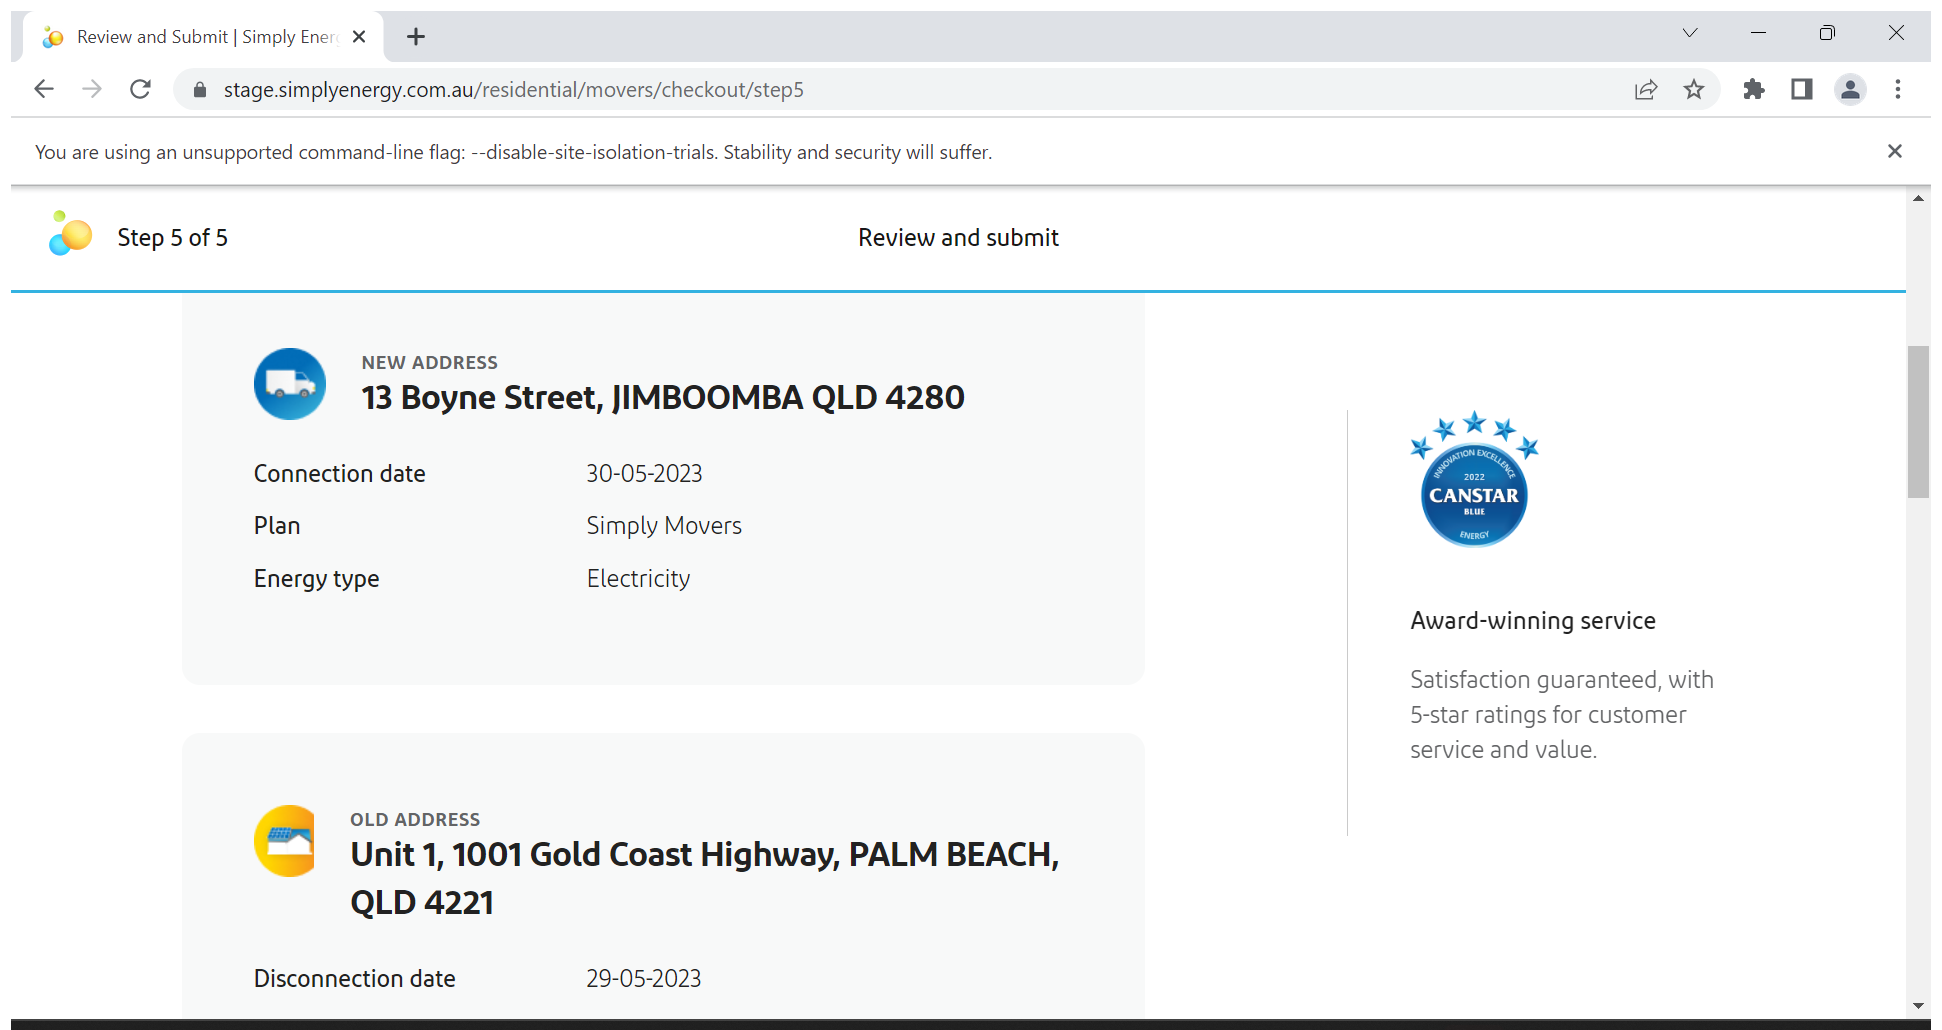 Review and Submit | Simply Ener
stage.simplyenergy.com.au/residential/movers/checkout/step5
You are using an unsupported command-line flag: --disable-site-isolation-trials. Stability and security will suffer.
Step 5 of 5
Review and submit
NEW ADDRESS
13 Boyne Street, JIMBOOMBA QLD 4280
Connection date 30-05-2023
Plan Simply Movers
Energy type Electricity
INNOVATION EXCELLENCE
2022
CANSTAR
BLUE
ENERGY
Award-winning service
Satisfaction guaranteed, with
5-star ratings for customer
service and value.
OLD ADDRESS
Unit 1, 1001 Gold Coast Highway, PALM BEACH,
QLD 4221
Disconnection date 29-05-2023